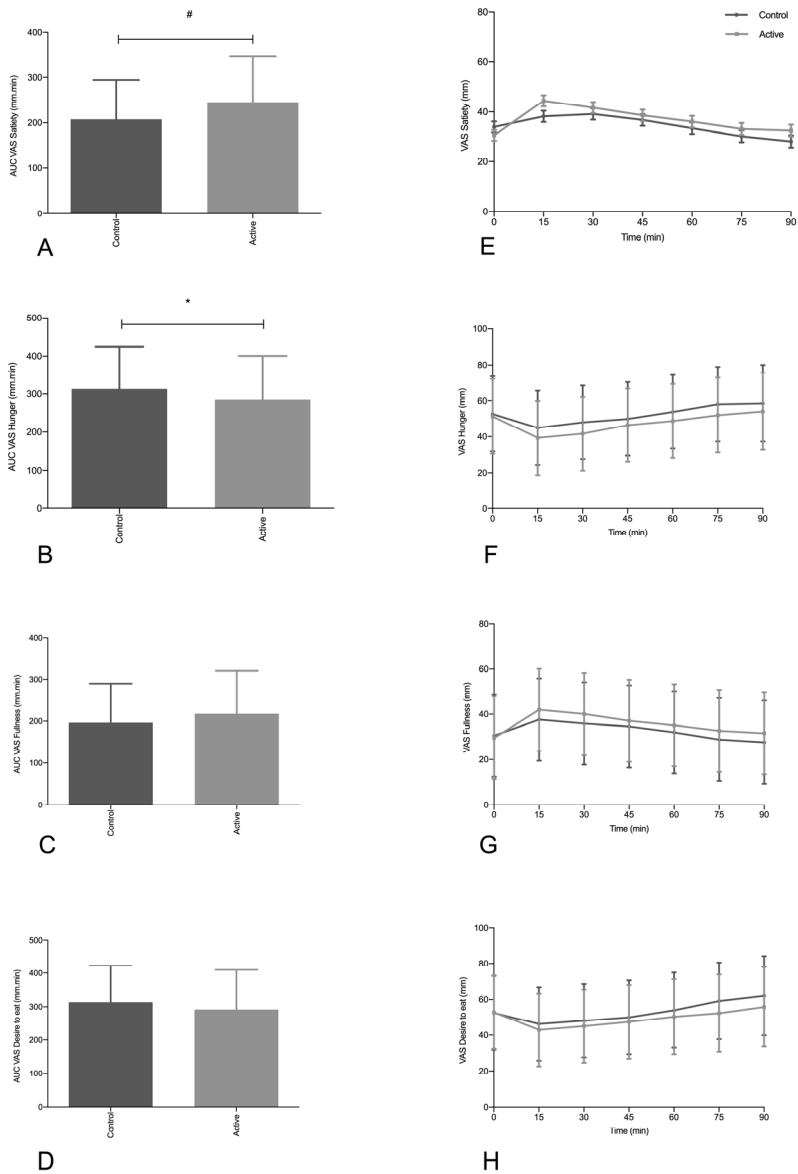 #
400
300
200
100
0
AUC VAS Satiety (mm.min)
Control
Active
A
Control
Active
80
60
40
20
0
VAS Satiety (mm)
0 15 30 45 60 75 90
Time (min)
E
*
500
400
300
200
100
0
AUC VAS Hunger (mm.min)
Control
Active
B
100
80
60
40
20
0
VAS Hunger (mm)
0 15 30 45 60 75 90
Time (min)
F
400
300
200
100
0
AUC VAS Fullness (mm.min)
Control
Active
C
80
60
40
20
0
VAS Fullness (mm)
0 15 30 45 60 75 90
Time (min)
G
500
400
300
200
100
0
AUC VAS Desire to eat (mm.min)
Control
Active
D
100
80
60
40
20
0
VAS Desire to eat (mm)
0 15 30 45 60 75 90
Time (min)
H